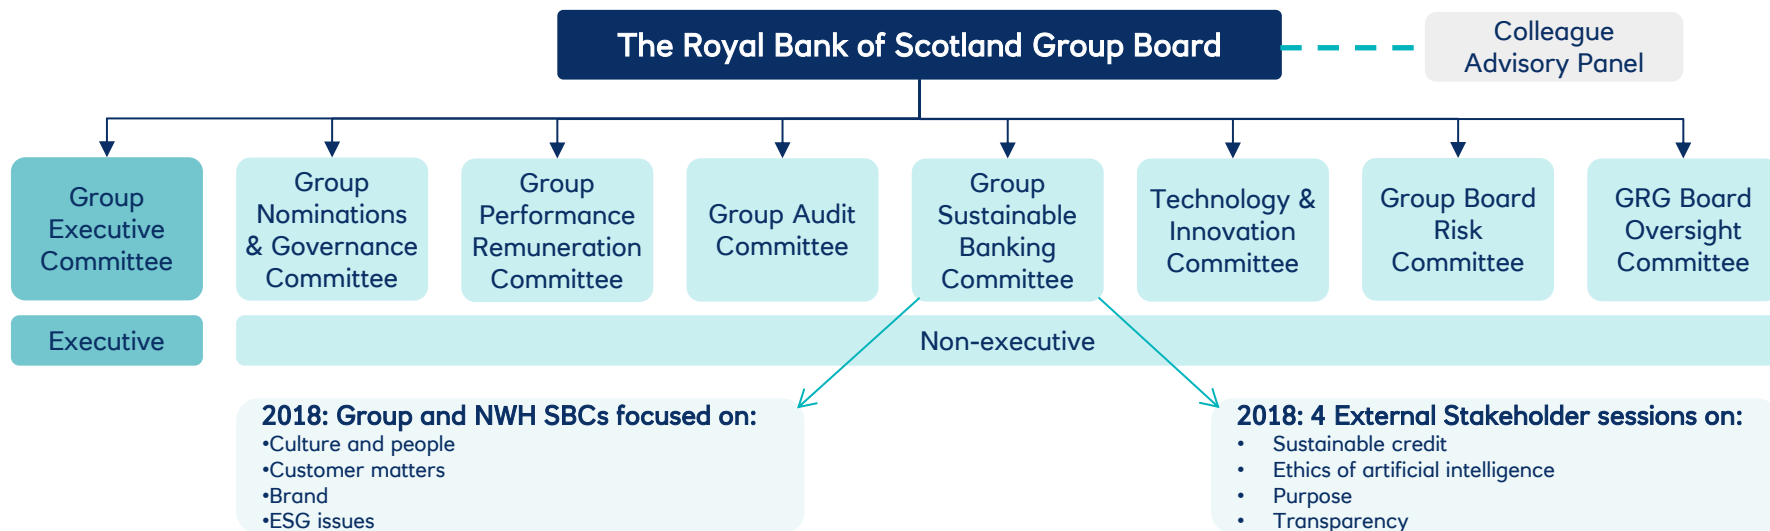 The Royal Bank of Scotland Group Board
Colleague
Advisory Panel
Group
Executive
Committee
Group
Nominations
& Governance
Committee
Group
Performance
Remuneration
Committee
Group Audit
Committee
Group
Sustainable
Banking
Committee
Technology &
Innovation
Committee
Group Board
Risk
Committee
GRG Board
Oversight
Committee
Executive
Non-executive
2018: Group and NWH SBCs focused on:
•Culture and people
•Customer matters
•Brand
•ESG issues
2018: 4 External Stakeholder sessions on:
• Sustainable credit
• Ethics of artificial intelligence
• Purpose
• Transparency